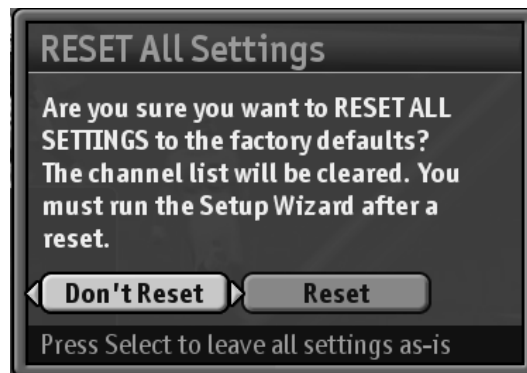 RESET All Settings
Are you sure you want to RESET ALL
SETTINGS to the factory defaults?
The channel list will be cleared. You
must run the Setup Wizard after a
reset.
Don't Reset Reset
Press Select to leave all settings as-is